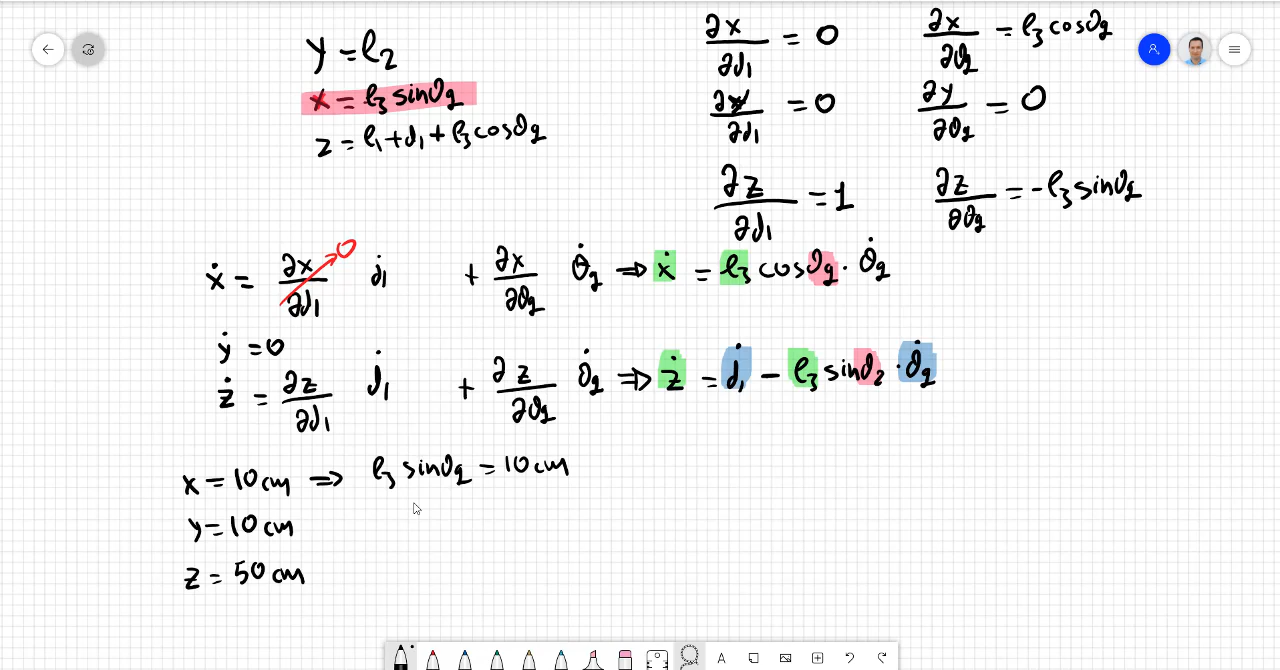 y = l₂
x = l₃ sinθ₂
z = l₁ + d₁ + l₃ cosθ₂
∂x/∂d₁ = 0
∂x/∂θ₂ = l₃ cosθ₂
∂y/∂d₁ = 0
∂y/∂θ₂ = 0
∂z/∂d₁ = 1
∂z/∂θ₂ = -l₃ sinθ₂
ẋ = ∂x/∂d₁ 0 ḋ₁ + ∂x/∂θ₂ θ̇₂ ⇒ ẋ = l₃ cosθ₂ · θ̇₂
ẏ = 0
ż = ∂z/∂d₁ ḋ₁ + ∂z/∂θ₂ θ̇₂ ⇒ ż = ḋ₁ - l₃ sinθ₂ · θ̇₂
x = 10 cm ⇒ l₃ sinθ₂ = 10 cm
y = 10 cm
z = 50 cm
A